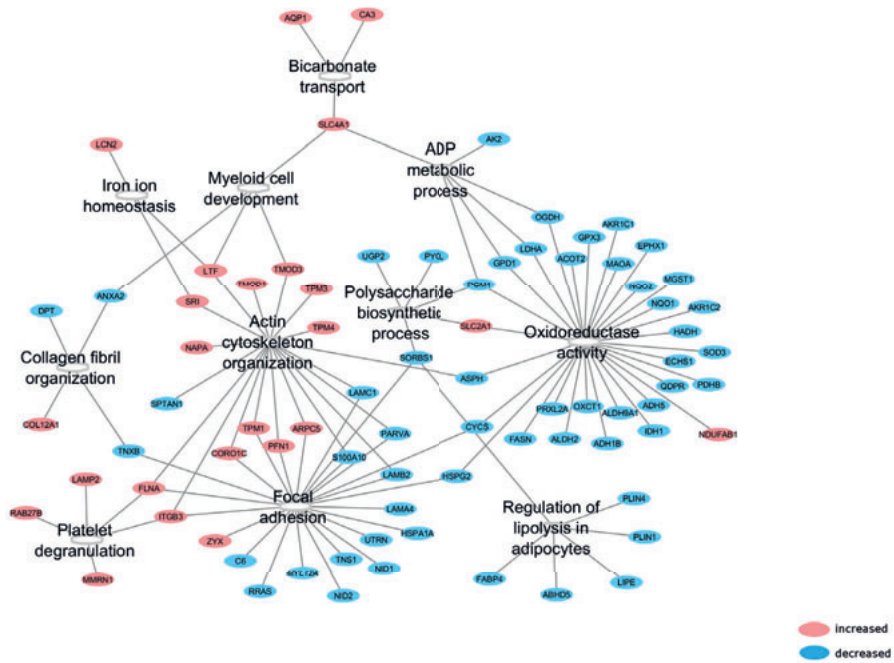 AQP1
CA3
Bicarbonate
transport
SLC4A1
LCN2
AK2
ADP
metabolic
process
Iron ion
homeostasis
Myeloid cell
development
OGDH
AKR1C1
GPX3
EPHX1
LDHA
ACOT2
MAOA
GPD1
UGP2
LTF
TMOD3
MGST1
NQO2
TPM3
ANXA2
SRI
NQO1
AKR1C2
DPT
Polysaccharide
biosynthetic
process
SLC2A1
TPM4
Actin
cytoskeleton
organization
NAPA
Oxidoreductase
activity
HADH
SOD3
SORBS1
ECHS1
Collagen fibril
organization
ASPH
QDPR
PDHB
SPTAN1
LAMC1
PRXL2A
OXCT1
ALDH9A1
ADH5
COL12A1
TPM1
ARPC5
PARVA
CYCS
IDH1
NDUFAB1
PFN1
FASN
ALDH2
ADH1B
TNXB
CORO1C
S100A10
LAMB2
HSPG2
LAMP2
FLNA
Focal
adhesion
PLIN4
RAB27B
ITGB3
LAMA4
Regulation of
lipolysis in
adipocytes
Platelet
degranulation
ZYX
UTRN
HSPA1A
PLIN1
C6
TNS1
NID1
MMRN1
RRAS
NID2
FABP4
ABHD5
LIPE
increased
decreased